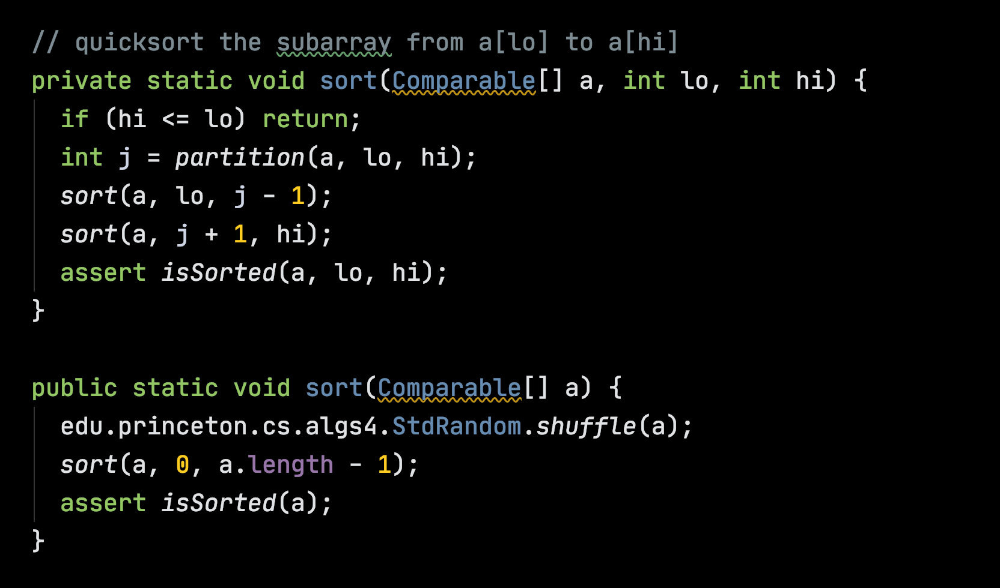 // quicksort the subarray from a[lo] to a[hi]
private static void sort(Comparable[] a, int lo, int hi) {
  if (hi <= lo) return;
  int j = partition(a, lo, hi);
  sort(a, lo, j - 1);
  sort(a, j + 1, hi);
  assert isSorted(a, lo, hi);
}

public static void sort(Comparable[] a) {
  edu.princeton.cs.algs4.StdRandom.shuffle(a);
  sort(a, 0, a.length - 1);
  assert isSorted(a);
}